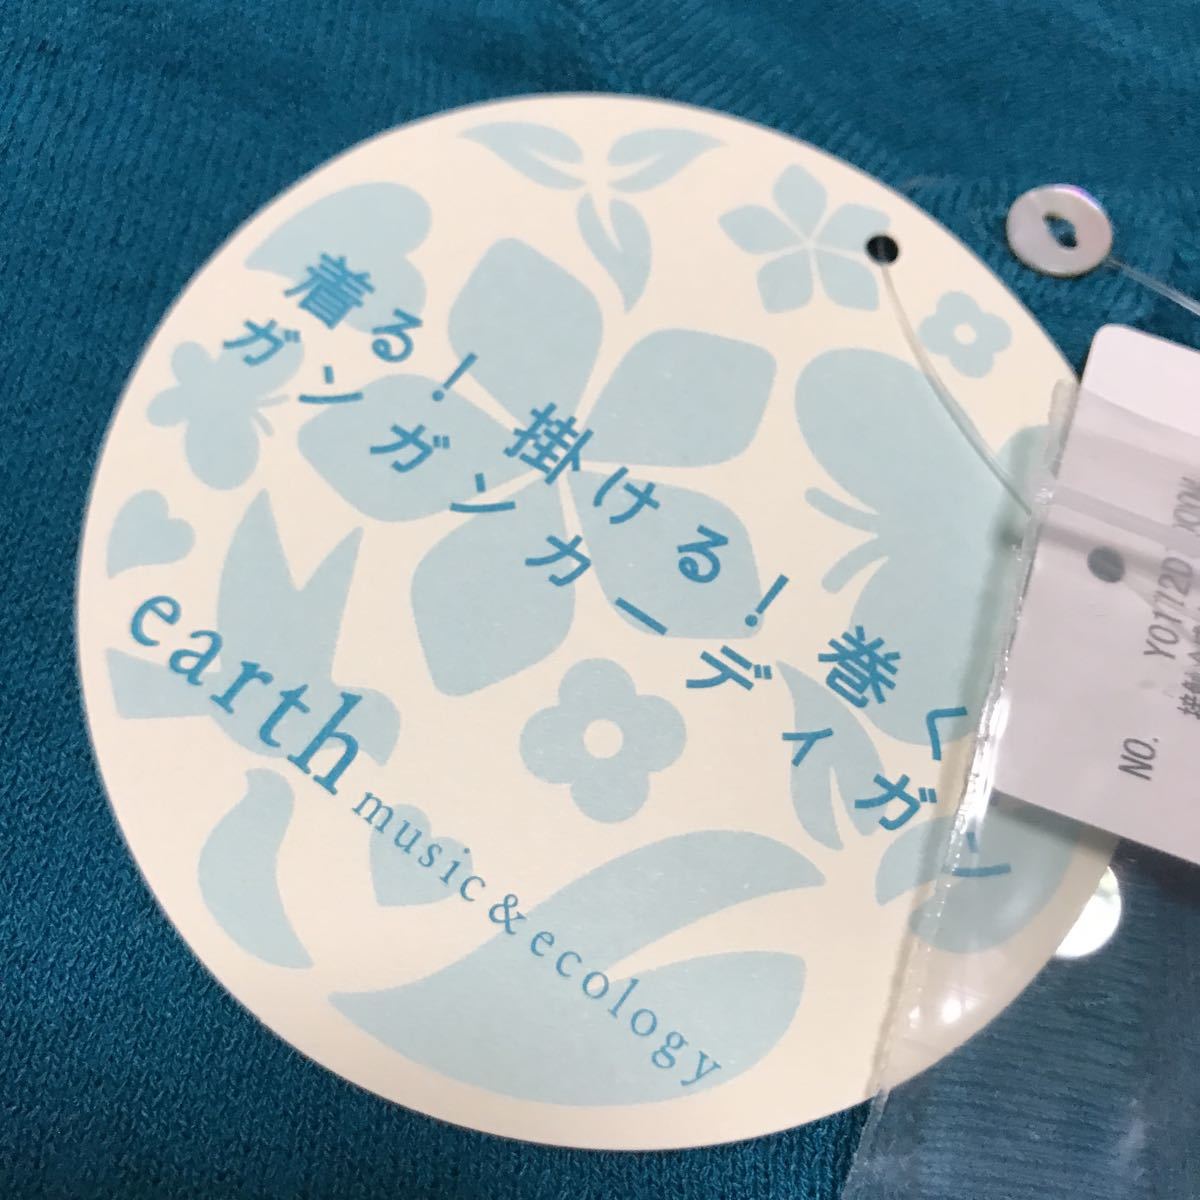 着る！掛ける！巻く
ガンガンカーディガン
earth music & ecology
NO. Y0172D